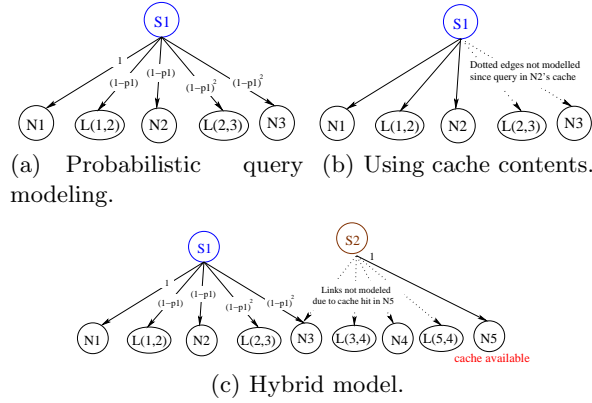 S1
1
(1−p1)
(1−p1)
(1−p1)²
(1−p1)²
N1
L(1,2)
N2
L(2,3)
N3
(a) Probabilistic query
modeling.
S1
Dotted edges not modelled
since query in N2's cache
N1
L(1,2)
N2
L(2,3)
N3
(b) Using cache contents.
S1
1
(1−p1)
(1−p1)
(1−p1)²
(1−p1)²
S2
1
Links not modeled
due to cache hit in N5
N1
L(1,2)
N2
L(2,3)
N3
L(3,4)
N4
L(5,4)
N5
cache available
(c) Hybrid model.